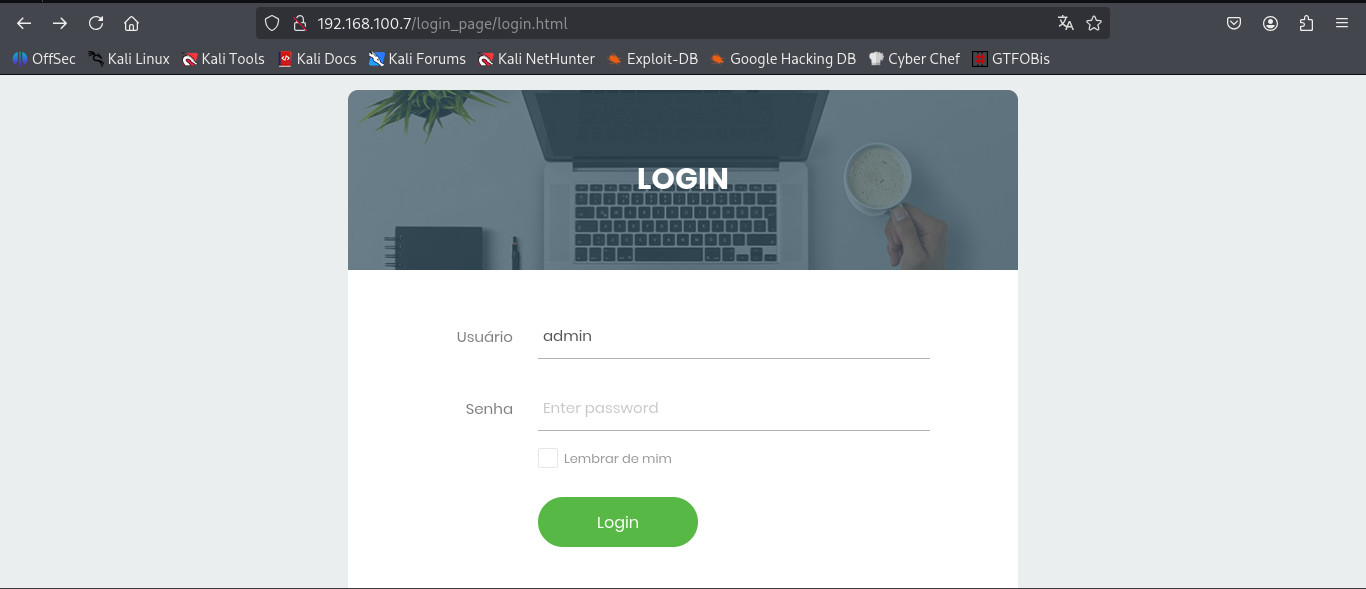 192.168.100.7/login_page/login.html
OffSec Kali Linux Kali Tools Kali Docs Kali Forums Kali NetHunter Exploit-DB Google Hacking DB Cyber Chef GTFOBis
LOGIN
Usuário admin
Senha Enter password
Lembrar de mim
Login